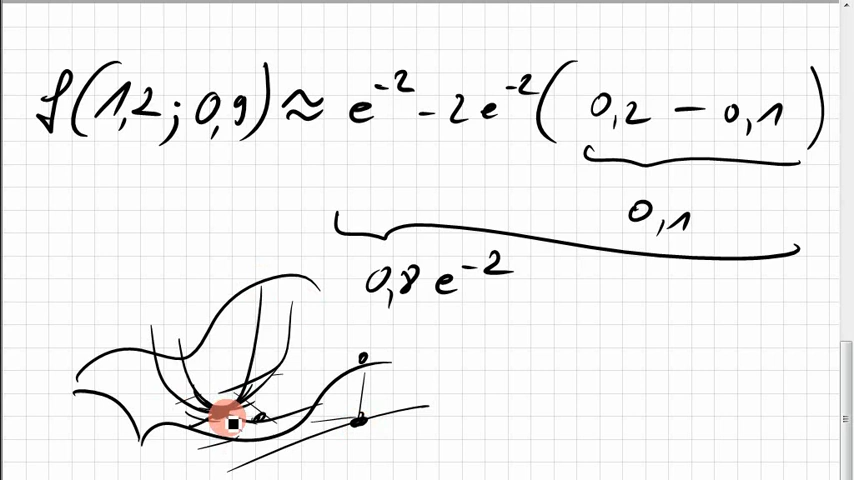 f(1,2;0,9) ≈ e^{-2} - 2e^{-2}(0,2 - 0,1)
0,1
0,8 e^{-2}